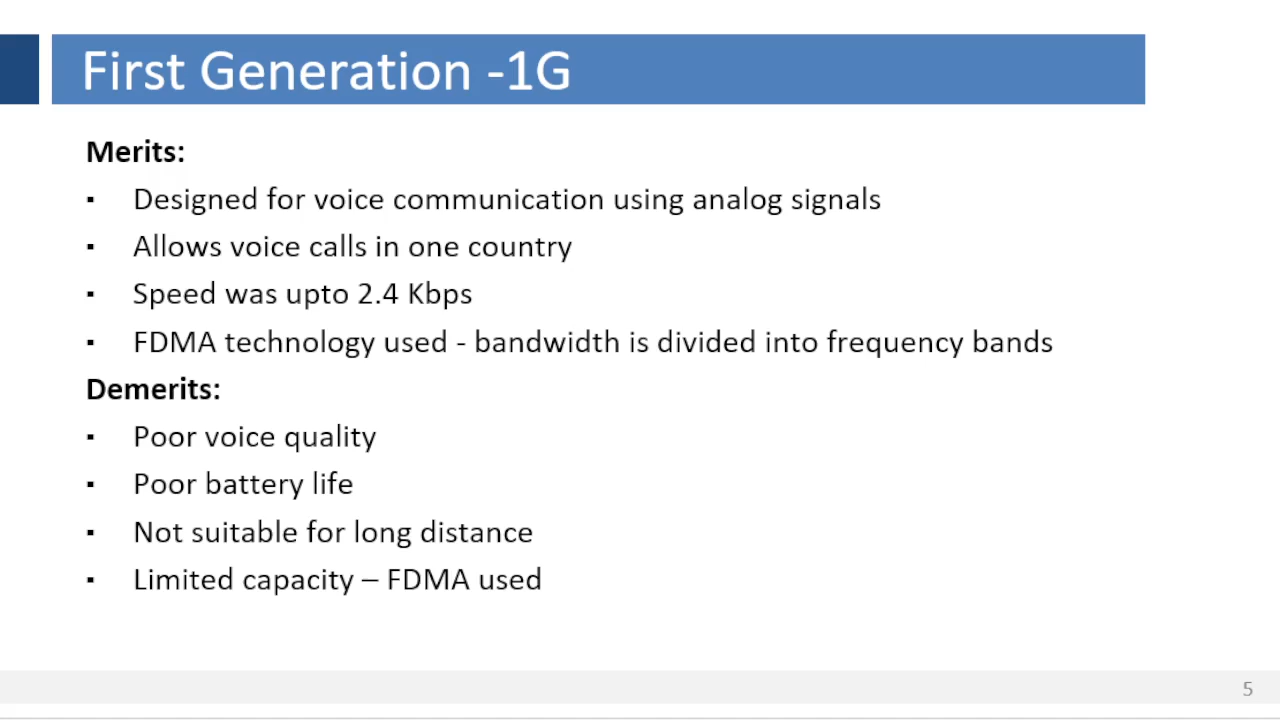 First Generation -1G
Merits:
▪ Designed for voice communication using analog signals
▪ Allows voice calls in one country
▪ Speed was upto 2.4 Kbps
▪ FDMA technology used - bandwidth is divided into frequency bands
Demerits:
▪ Poor voice quality
▪ Poor battery life
▪ Not suitable for long distance
▪ Limited capacity – FDMA used
5